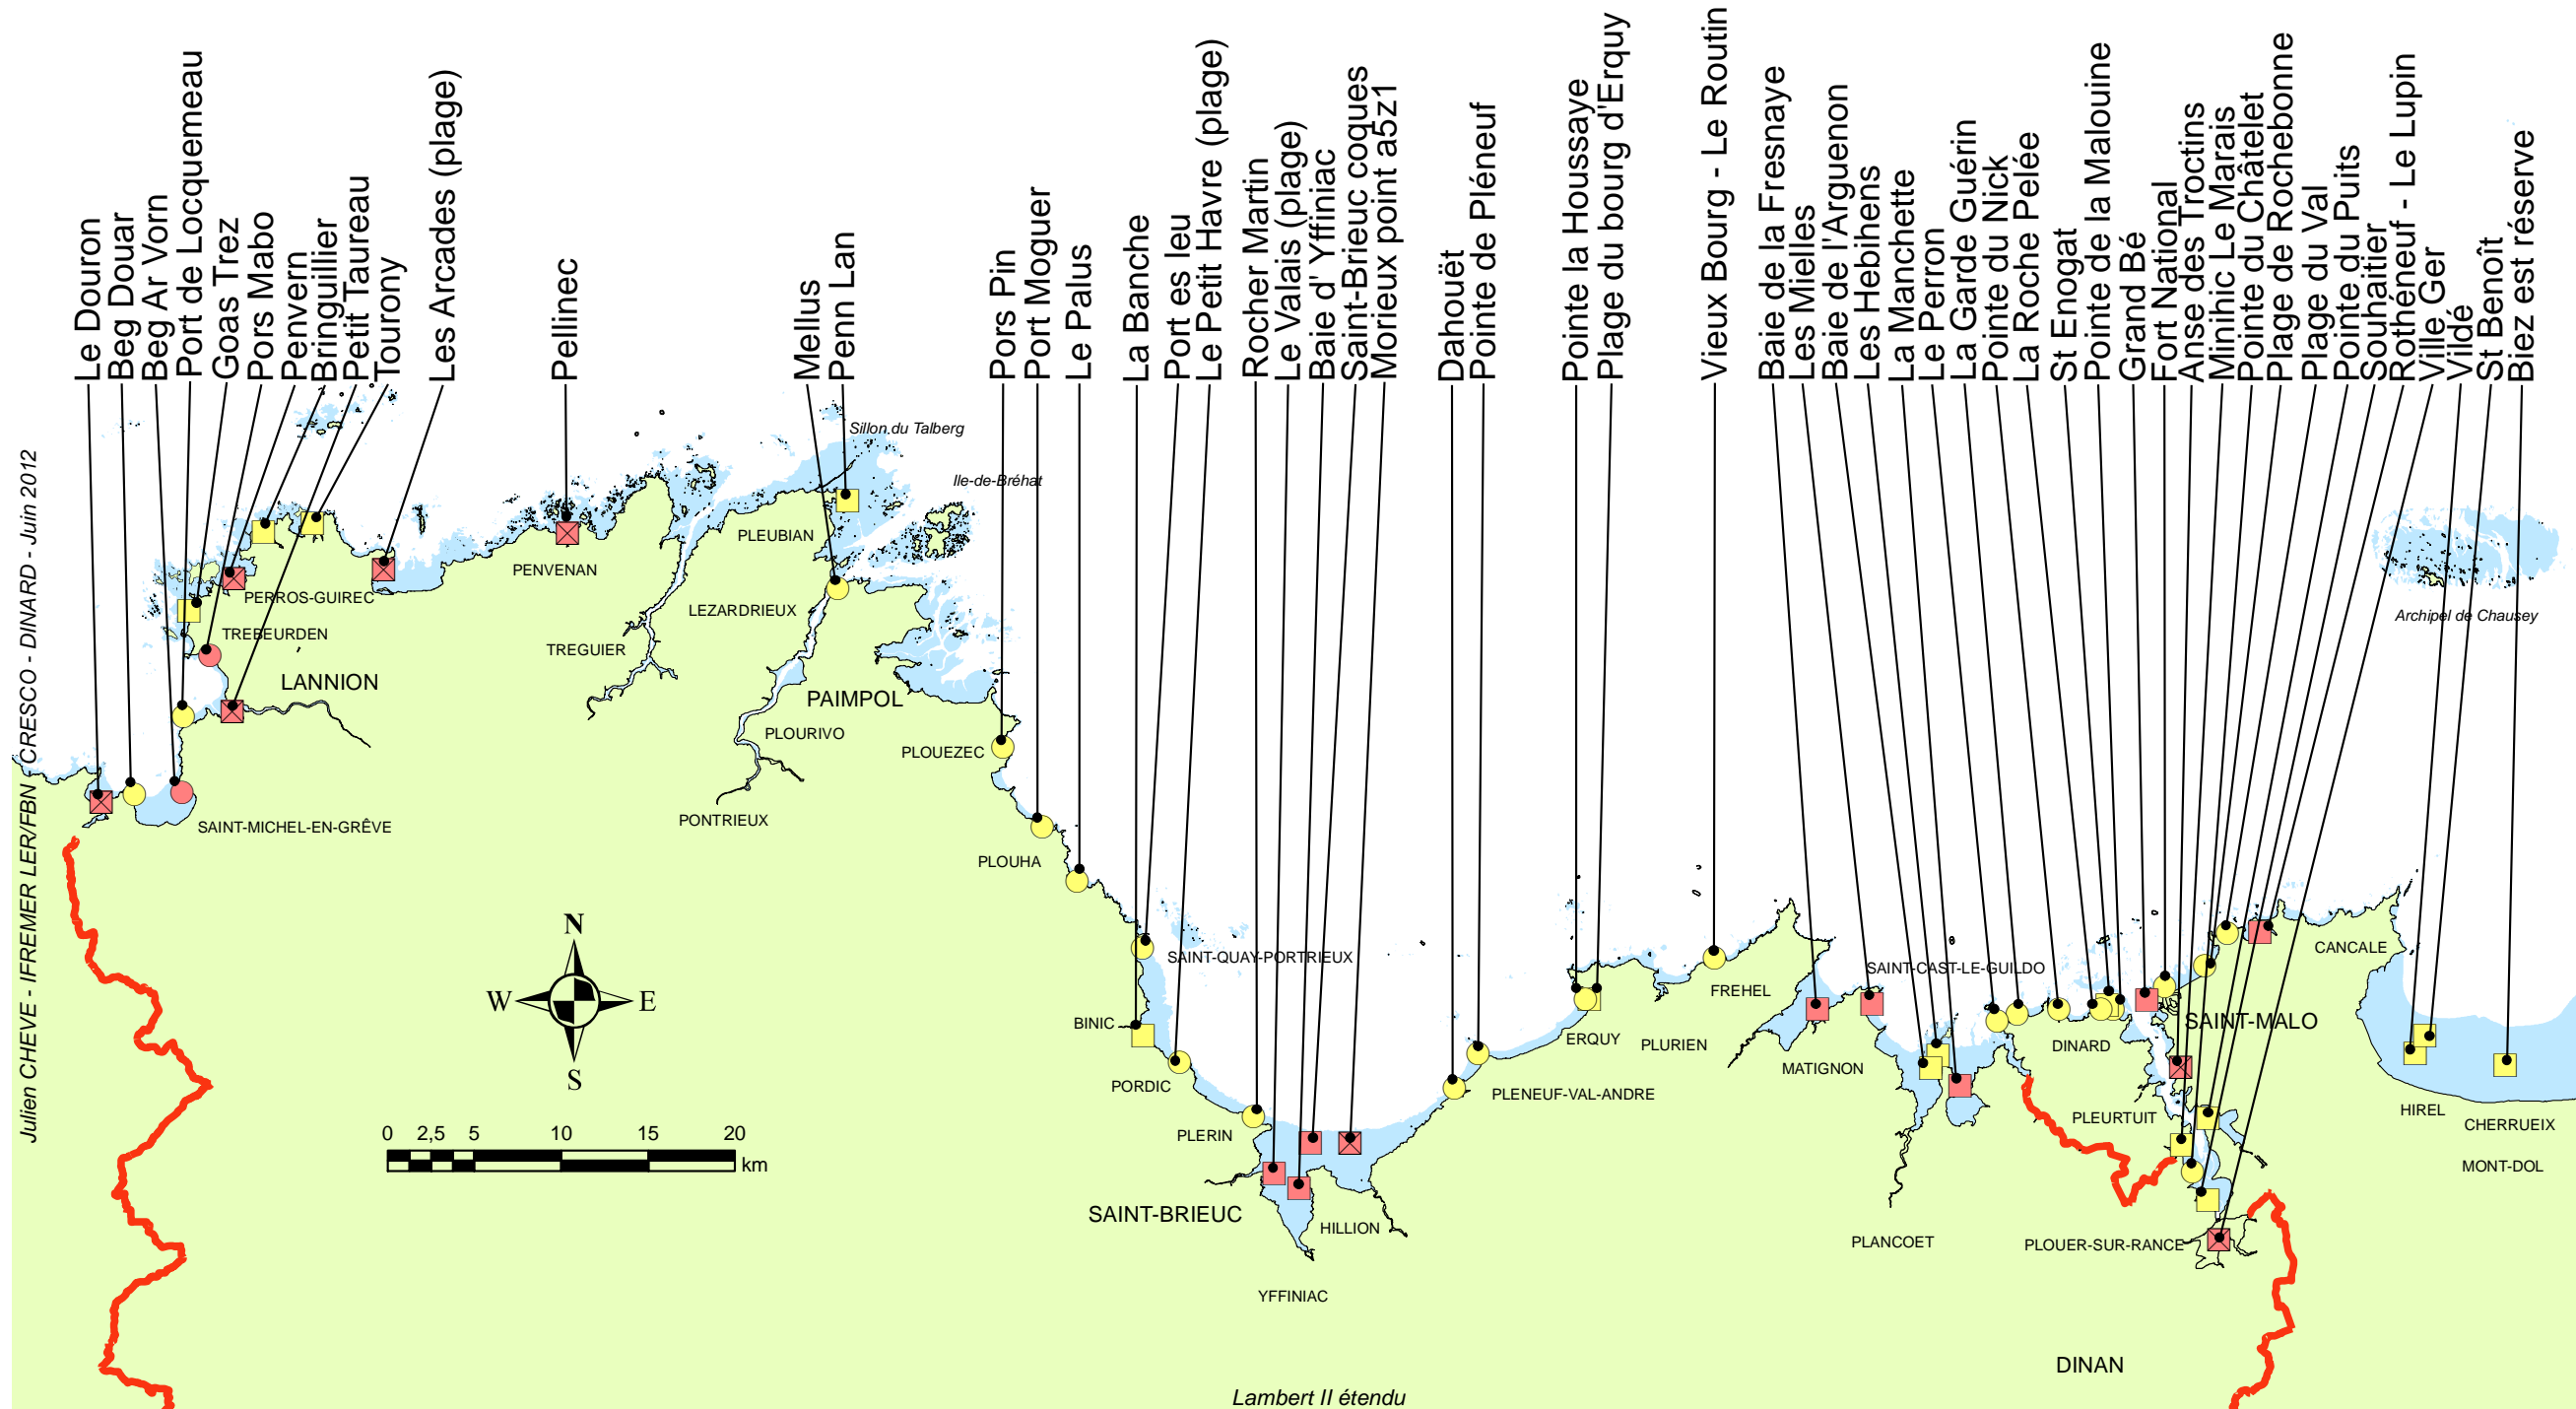 Le Douron
Beg Douar
Beg Ar Vorn
Port de Locquemeau
Goas Trez
Pors Mabo
Penvern
Bringuillier
Petit Taureau
Tourony
Les Arcades (plage)
Pellinec
Mellus
Penn Lan
Pors Pin
Port Moguer
Le Palus
La Banche
Port es leu
Le Petit Havre (plage)
Rocher Martin
Le Valais (plage)
Baie d' Yffiniac
Saint-Brieuc coques
Morieux point a5z1
Dahouët
Pointe de Pléneuf
Pointe la Houssaye
Plage du bourg d'Erquy
Vieux Bourg - Le Routin
Baie de la Fresnaye
Les Mielles
Baie de l'Arguenon
Les Hebihens
La Manchette
Le Perron
La Garde Guérin
Pointe du Nick
La Roche Pelée
St Enogat
Pointe de la Malouine
Grand Bé
Fort National
Anse des Troctins
Minihic Le Marais
Pointe du Châtelet
Plage de Rochebonne
Plage du Val
Pointe du Puits
Souhaitier
Rothéneuf - Le Lupin
Ville Ger
Vildé
St Benoît
Biez est réserve
Julien CHEVE - IFREMER LER/FBN - CRESCO - DINARD - Juin 2012
Sillon du Talberg
Ile-de-Bréhat
PLEUBIAN
PENVENAN
PERROS-GUIREC
LEZARDRIEUX
Archipel de Chausey
TREBEURDEN
TREGUIER
LANNION
PAIMPOL
PLOURIVO
PLOUEZEC
SAINT-MICHEL-EN-GRÊVE
PONTRIEUX
PLOUHA
N
W
E
S
SAINT-QUAY-PORTRIEUX
CANCALE
SAINT-CAST-LE-GUILDO
FREHEL
BINIC
SAINT-MALO
ERQUY
PLURIEN
DINARD
MATIGNON
PORDIC
PLENEUF-VAL-ANDRE
HIREL
PLEURTUIT
CHERRUEIX
PLERIN
0 2,5 5 10 15 20
km
MONT-DOL
SAINT-BRIEUC
HILLION
PLANCOET
PLOUER-SUR-RANCE
YFFINIAC
DINAN
Lambert II étendu